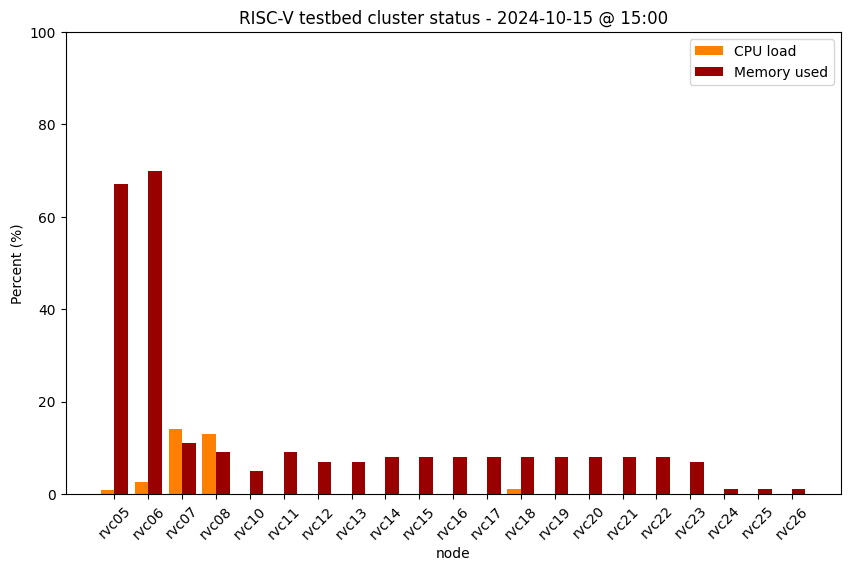 RISC-V testbed cluster status - 2024-10-15 @ 15:00
CPU load
Memory used
Percent (%)
100
80
60
40
20
0
rvc05 rvc06 rvc07 rvc08 rvc10 rvc11 rvc12 rvc13 rvc14 rvc15 rvc16 rvc17 rvc18 rvc19 rvc20 rvc21 rvc22 rvc23 rvc24 rvc25 rvc26
node